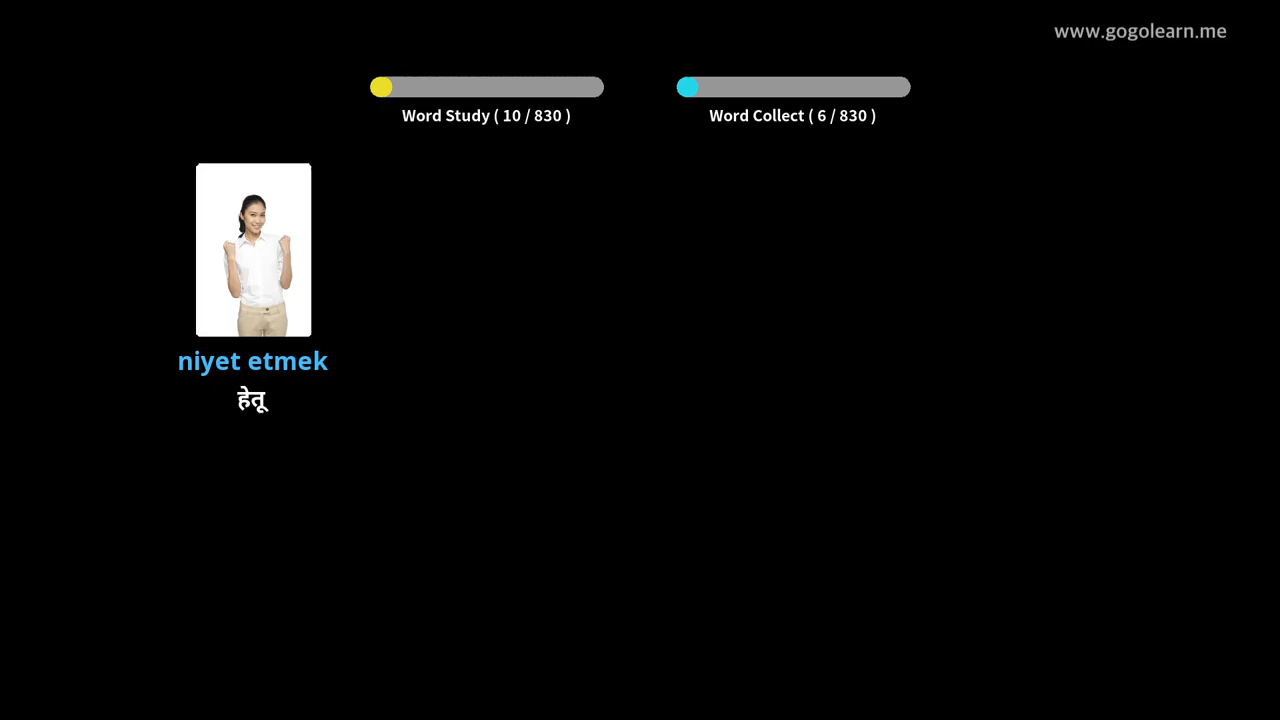 www.gogolearn.me
Word Study ( 10 / 830 )
Word Collect ( 6 / 830 )
niyet etmek
हेतू